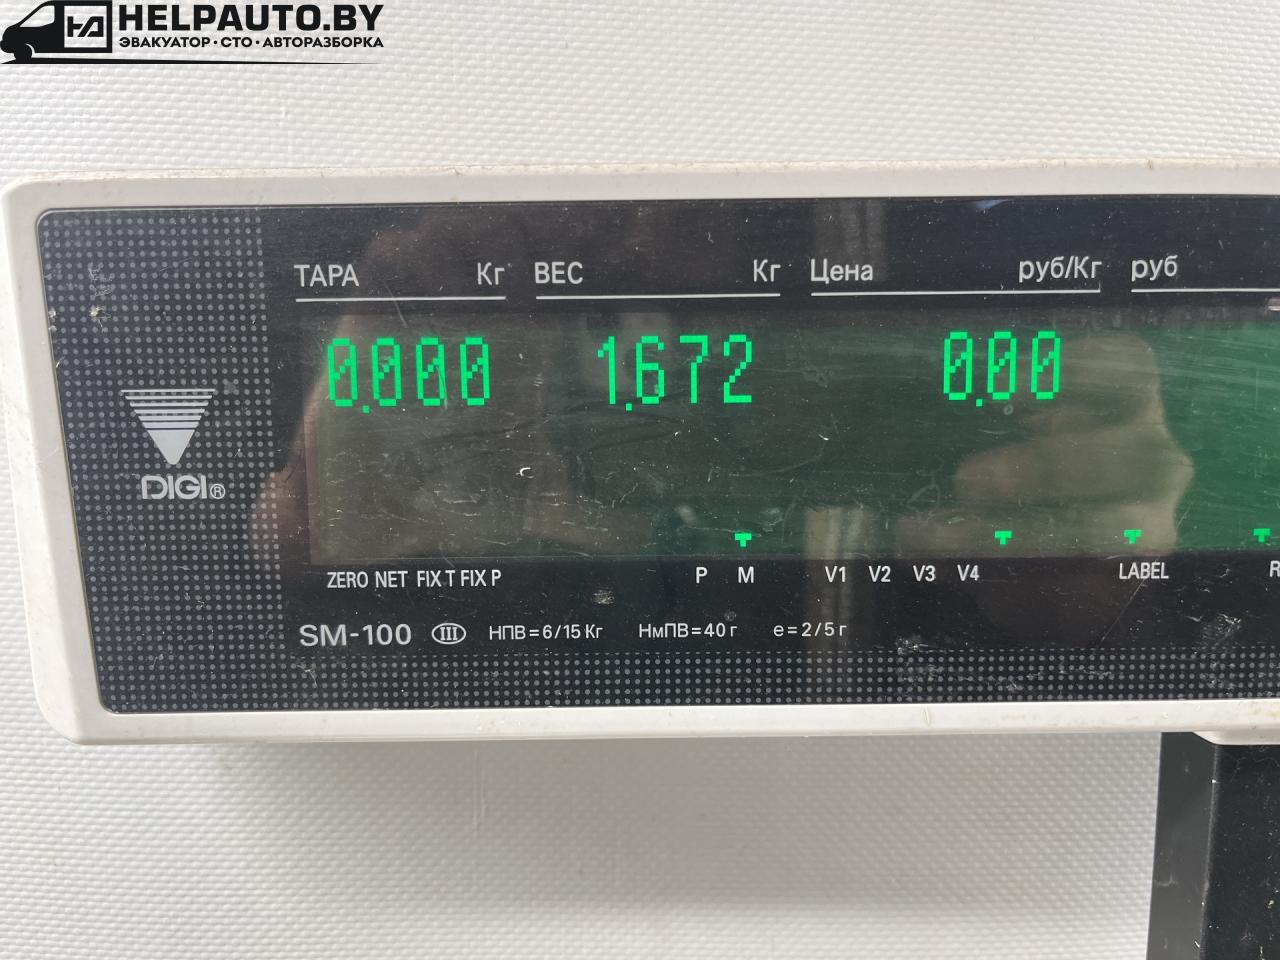 HELPAUTO.BY
ЭВАКУАТОР · СТО · АВТОРАЗБОРКА
ТАРА Кг ВЕС Кг Цена руб/Кг руб
0.000 1.672 0.00
DIGI®
ZERO NET FIX T FIX P P M V1 V2 V3 V4 LABEL
SM-100 III НПВ=6/15 Кг НмПВ=40 г e=2/5 г